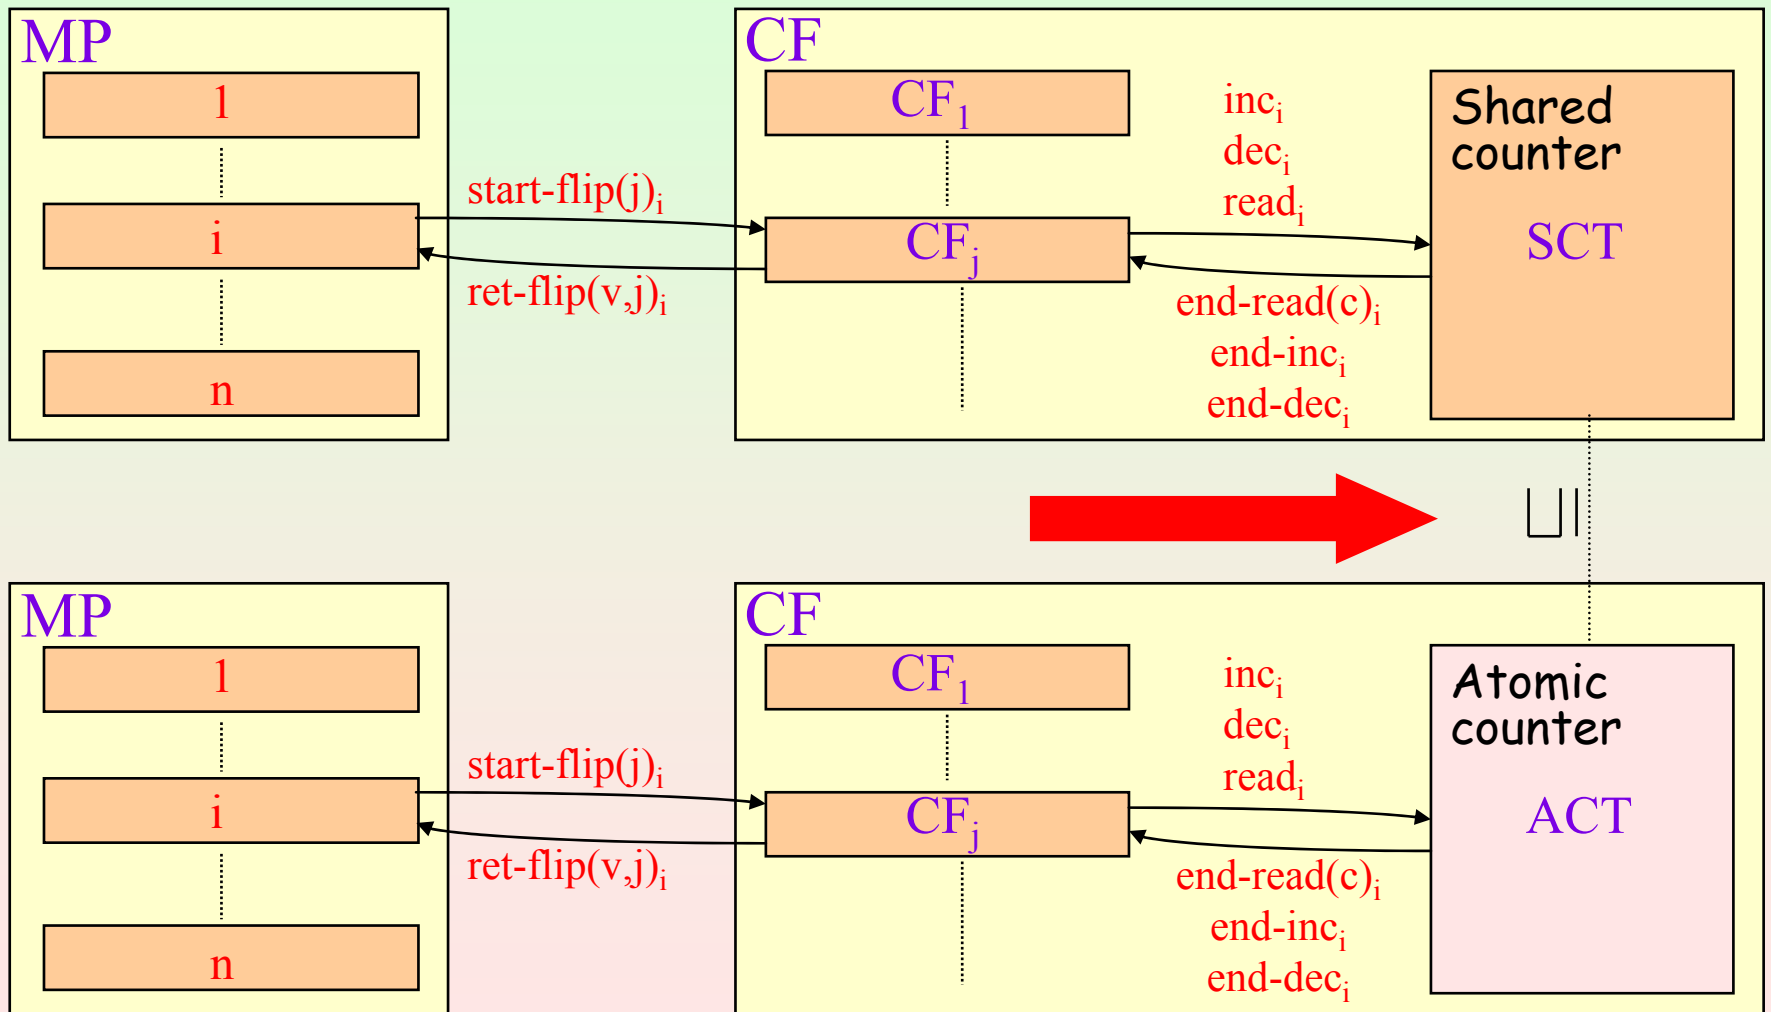 MP
1
i
n
start-flip(j)i
ret-flip(v,j)i
CF
CF1
CFj
inci
deci
readi
end-read(c)i
end-inci
end-deci
Shared
counter
SCT
⊔|
MP
1
i
n
start-flip(j)i
ret-flip(v,j)i
CF
CF1
CFj
inci
deci
readi
end-read(c)i
end-inci
end-deci
Atomic
counter
ACT